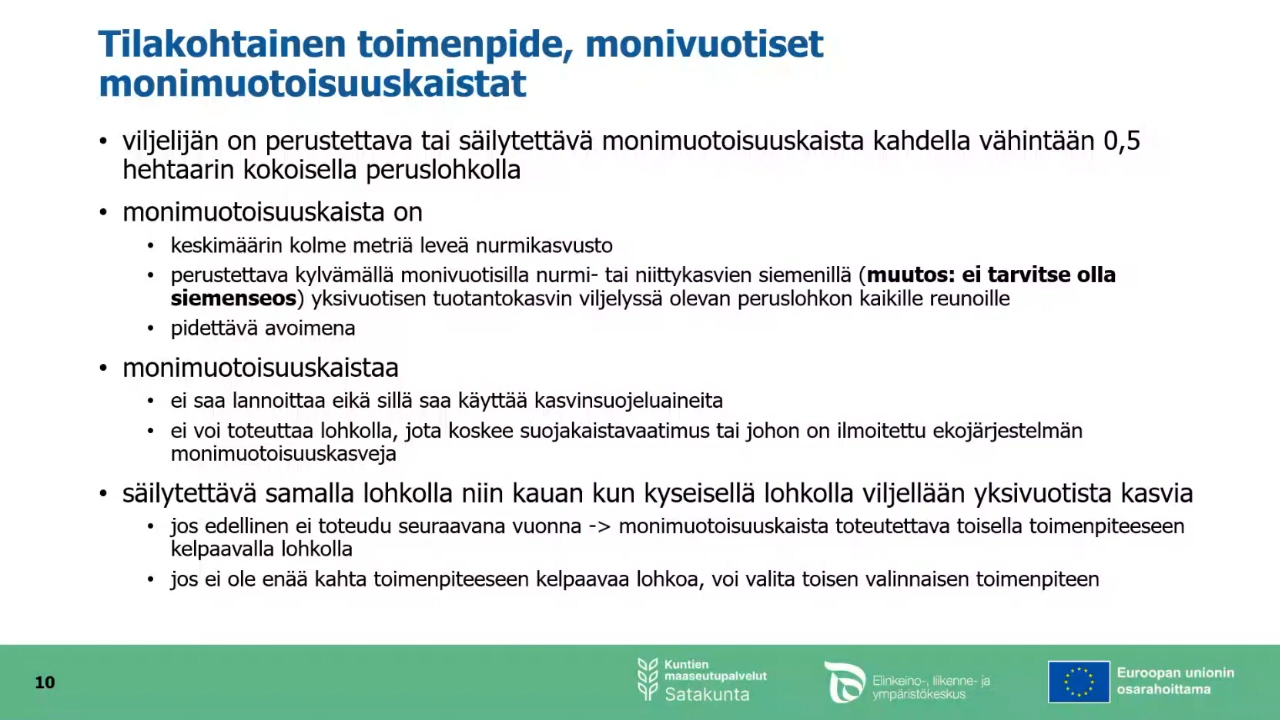 Tilakohtainen toimenpide, monivuotiset
monimuotoisuuskaistat
• viljelijän on perustettava tai säilytettävä monimuotoisuuskaista kahdella vähintään 0,5
hehtaarin kokoisella peruslohkolla
• monimuotoisuuskaista on
• keskimäärin kolme metriä leveä nurmikasvusto
• perustettava kylvämällä monivuotisilla nurmi- tai niittykasvien siemenillä (muutos: ei tarvitse olla
siemenseos) yksivuotisen tuotantokasvin viljelyssä olevan peruslohkon kaikille reunoille
• pidettävä avoimena
• monimuotoisuuskaistaa
• ei saa lannoittaa eikä sillä saa käyttää kasvinsuojeluaineita
• ei voi toteuttaa lohkolla, jota koskee suojakaistavaatimus tai johon on ilmoitettu ekojärjestelmän
monimuotoisuuskasveja
• säilytettävä samalla lohkolla niin kauan kun kyseisellä lohkolla viljellään yksivuotista kasvia
• jos edellinen ei toteudu seuraavana vuonna -> monimuotoisuuskaista toteutettava toisella toimenpiteeseen
kelpaavalla lohkolla
• jos ei ole enää kahta toimenpiteeseen kelpaavaa lohkoa, voi valita toisen valinnaisen toimenpiteen
10
Kuntien
maaseutupalvelut
Satakunta
Elinkeino-, liikenne- ja
ympäristökeskus
Euroopan unionin
osarahoittama